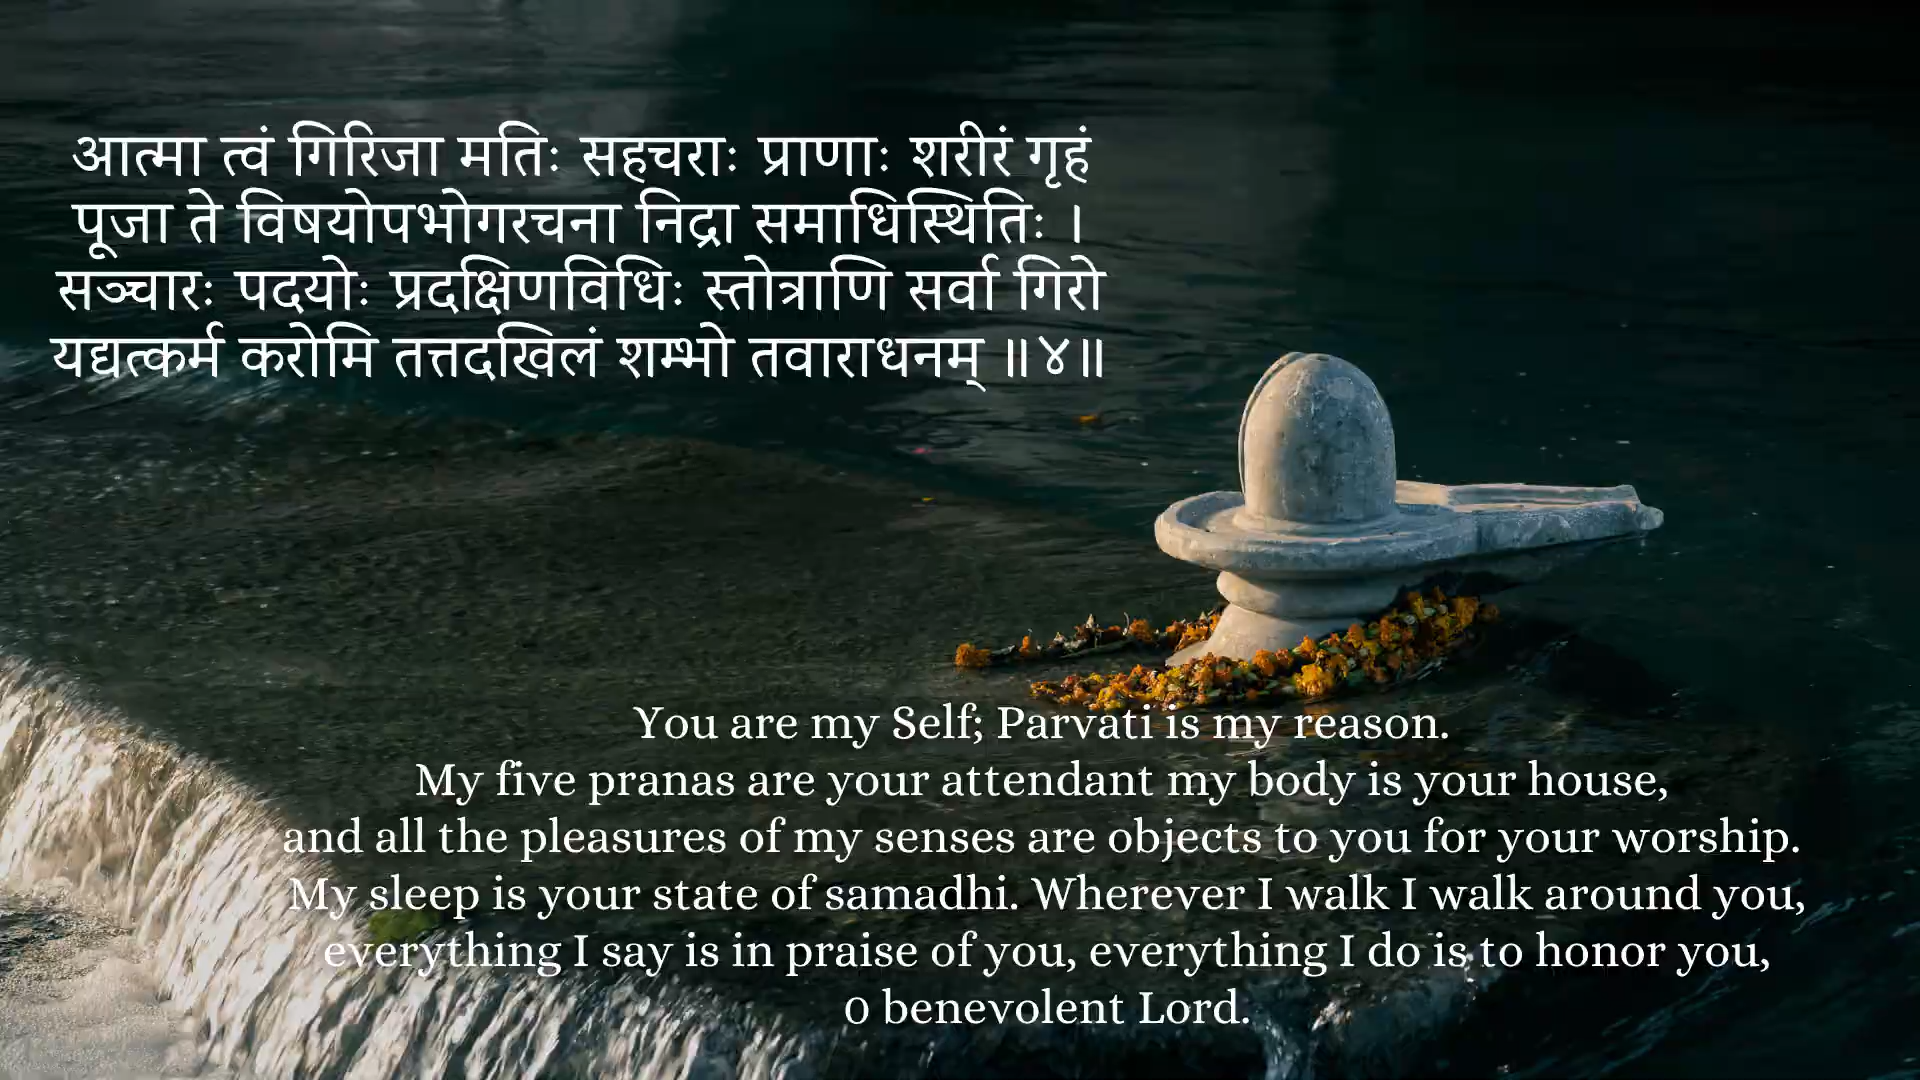 आत्मा त्वं गिरिजा मतिः सहचराः प्राणाः शरीरं गृहं
पूजा ते विषयोपभोगरचना निद्रा समाधिस्थितिः ।
सञ्चारः पदयोः प्रदक्षिणविधिः स्तोत्राणि सर्वा गिरो
यद्यत्कर्म करोमि तत्तदखिलं शम्भो तवाराधनम् ॥४॥
You are my Self; Parvati is my reason.
My five pranas are your attendant my body is your house,
and all the pleasures of my senses are objects to you for your worship.
My sleep is your state of samadhi. Wherever I walk I walk around you,
everything I say is in praise of you, everything I do is to honor you,
0 benevolent Lord.